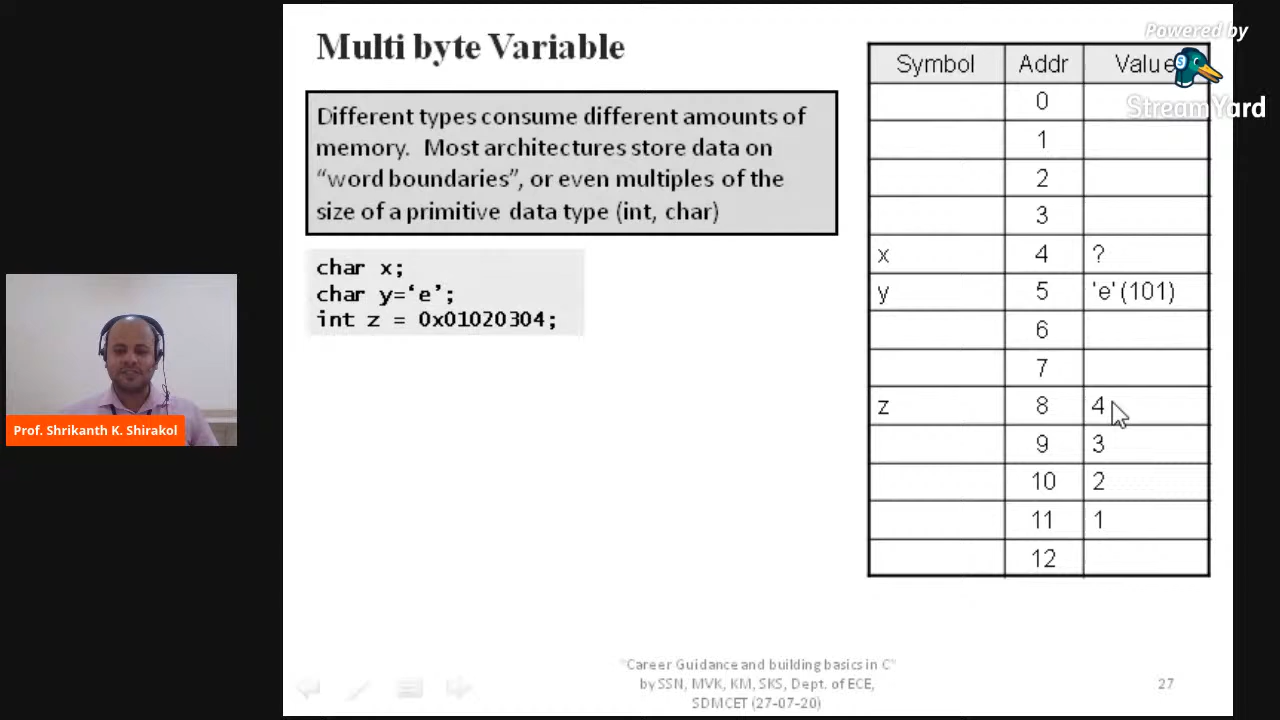 Multi byte Variable
Different types consume different amounts of
memory. Most architectures store data on
“word boundaries”, or even multiples of the
size of a primitive data type (int, char)
char x;
char y=‘e’;
int z = 0x01020304;
Symbol Addr Value
0
1
2
3
x 4 ?
y 5 'e'(101)
6
7
z 8 4
9 3
10 2
11 1
12
Powered by
StreamYard
Prof. Shrikanth K. Shirakol
"Career Guidance and building basics in C"
by SSN, MVK, KM, SKS, Dept. of ECE,
SDMCET (27-07-20)
27